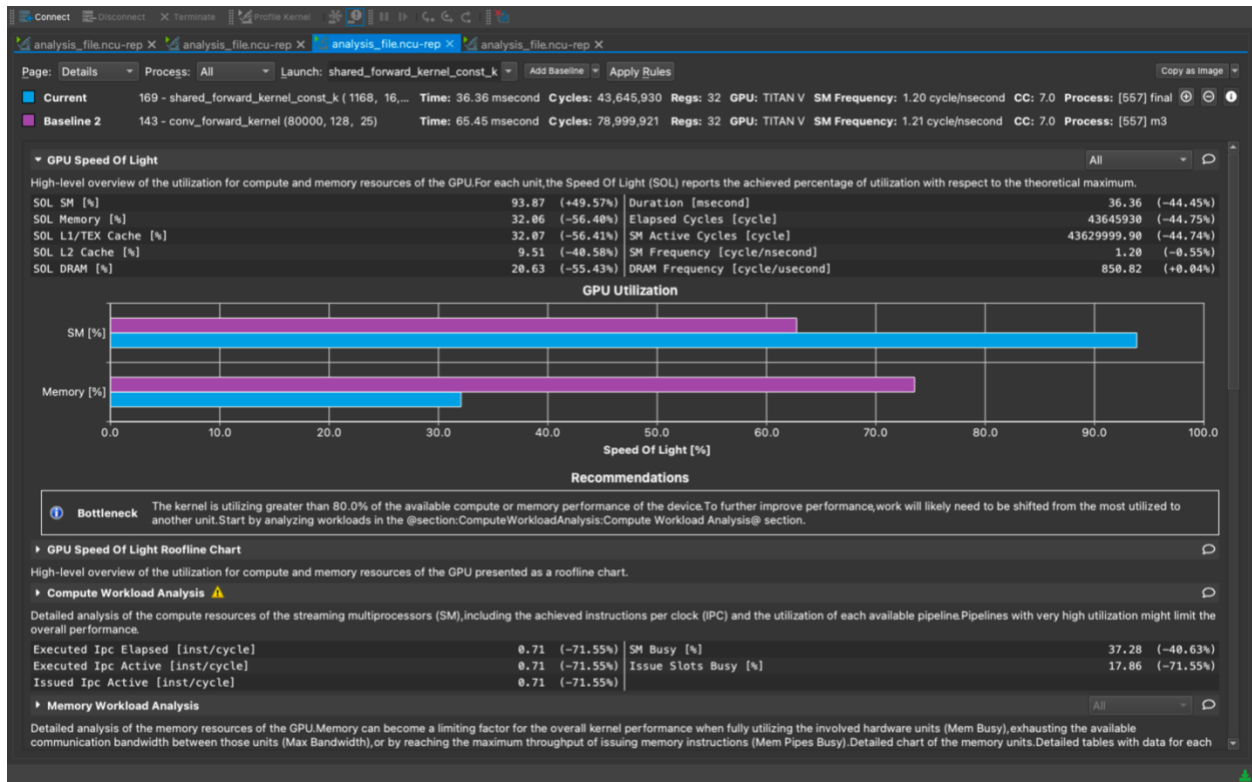 Connect Disconnect Terminate Profile Kernel
analysis_file.ncu-rep analysis_file.ncu-rep analysis_file.ncu-rep analysis_file.ncu-rep
Page: Details Process: All Launch: shared_forward_kernel_const_k Add Baseline Apply Rules Copy as Image
Current 169 - shared_forward_kernel_const_k ( 1168, 16,... Time: 36.36 msecond Cycles: 43,645,930 Regs: 32 GPU: TITAN V SM Frequency: 1.20 cycle/nsecond CC: 7.0 Process: [557] final
Baseline 2 143 - conv_forward_kernel (80000, 128, 25) Time: 65.45 msecond Cycles: 78,999,921 Regs: 32 GPU: TITAN V SM Frequency: 1.21 cycle/nsecond CC: 7.0 Process: [557] m3
GPU Speed Of Light All
High-level overview of the utilization for compute and memory resources of the GPU.For each unit,the Speed Of Light (SOL) reports the achieved percentage of utilization with respect to the theoretical maximum.
SOL SM [%] 93.87 (+49.57%) Duration [msecond] 36.36 (-44.45%)
SOL Memory [%] 32.06 (-56.40%) Elapsed Cycles [cycle] 43645930 (-44.75%)
SOL L1/TEX Cache [%] 32.07 (-56.41%) SM Active Cycles [cycle] 43629999.90 (-44.74%)
SOL L2 Cache [%] 9.51 (-40.58%) SM Frequency [cycle/nsecond] 1.20 (-0.55%)
SOL DRAM [%] 20.63 (-55.43%) DRAM Frequency [cycle/usecond] 850.82 (+0.04%)
GPU Utilization
SM [%]
Memory [%]
0.0 10.0 20.0 30.0 40.0 50.0 60.0 70.0 80.0 90.0 100.0
Speed Of Light [%]
Recommendations
Bottleneck The kernel is utilizing greater than 80.0% of the available compute or memory performance of the device.To further improve performance,work will likely need to be shifted from the most utilized to
another unit.Start by analyzing workloads in the @section:ComputeWorkloadAnalysis:Compute Workload Analysis@ section.
GPU Speed Of Light Roofline Chart
High-level overview of the utilization for compute and memory resources of the GPU presented as a roofline chart.
Compute Workload Analysis
Detailed analysis of the compute resources of the streaming multiprocessors (SM),including the achieved instructions per clock (IPC) and the utilization of each available pipeline.Pipelines with very high utilization might limit the
overall performance.
Executed Ipc Elapsed [inst/cycle] 0.71 (-71.55%) SM Busy [%] 37.28 (-40.63%)
Executed Ipc Active [inst/cycle] 0.71 (-71.55%) Issue Slots Busy [%] 17.86 (-71.55%)
Issued Ipc Active [inst/cycle] 0.71 (-71.55%)
Memory Workload Analysis All
Detailed analysis of the memory resources of the GPU.Memory can become a limiting factor for the overall kernel performance when fully utilizing the involved hardware units (Mem Busy),exhausting the available
communication bandwidth between those units (Max Bandwidth),or by reaching the maximum throughput of issuing memory instructions (Mem Pipes Busy).Detailed chart of the memory units.Detailed tables with data for each